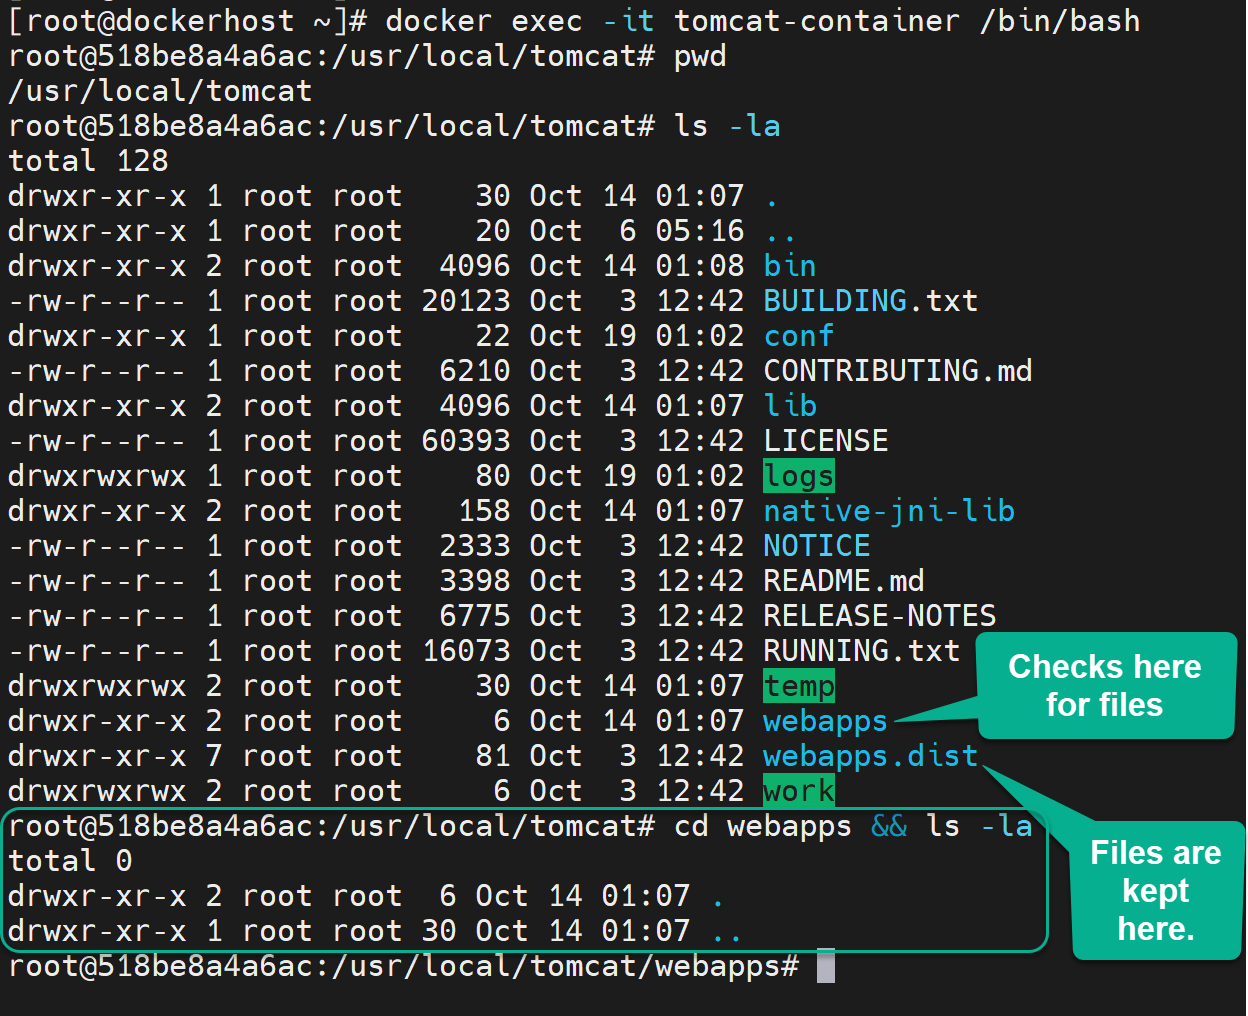 [root@dockerhost ~]# docker exec -it tomcat-container /bin/bash
root@518be8a4a6ac:/usr/local/tomcat# pwd
/usr/local/tomcat
root@518be8a4a6ac:/usr/local/tomcat# ls -la
total 128
drwxr-xr-x 1 root root    30 Oct 14 01:07 .
drwxr-xr-x 1 root root    20 Oct  6 05:16 ..
drwxr-xr-x 2 root root  4096 Oct 14 01:08 bin
-rw-r--r-- 1 root root 20123 Oct  3 12:42 BUILDING.txt
drwxr-xr-x 1 root root    22 Oct 19 01:02 conf
-rw-r--r-- 1 root root  6210 Oct  3 12:42 CONTRIBUTING.md
drwxr-xr-x 2 root root  4096 Oct 14 01:07 lib
-rw-r--r-- 1 root root 60393 Oct  3 12:42 LICENSE
drwxrwxrwx 1 root root    80 Oct 19 01:02 logs
drwxr-xr-x 2 root root   158 Oct 14 01:07 native-jni-lib
-rw-r--r-- 1 root root  2333 Oct  3 12:42 NOTICE
-rw-r--r-- 1 root root  3398 Oct  3 12:42 README.md
-rw-r--r-- 1 root root  6775 Oct  3 12:42 RELEASE-NOTES
-rw-r--r-- 1 root root 16073 Oct  3 12:42 RUNNING.txt
drwxrwxrwx 2 root root    30 Oct 14 01:07 temp
drwxr-xr-x 2 root root     6 Oct 14 01:07 webapps
drwxr-xr-x 7 root root    81 Oct  3 12:42 webapps.dist
drwxrwxrwx 2 root root     6 Oct  3 12:42 work
root@518be8a4a6ac:/usr/local/tomcat# cd webapps && ls -la
total 0
drwxr-xr-x 2 root root  6 Oct 14 01:07 .
drwxr-xr-x 1 root root 30 Oct 14 01:07 ..
root@518be8a4a6ac:/usr/local/tomcat/webapps#
Checks here
for files
Files are
kept
here.